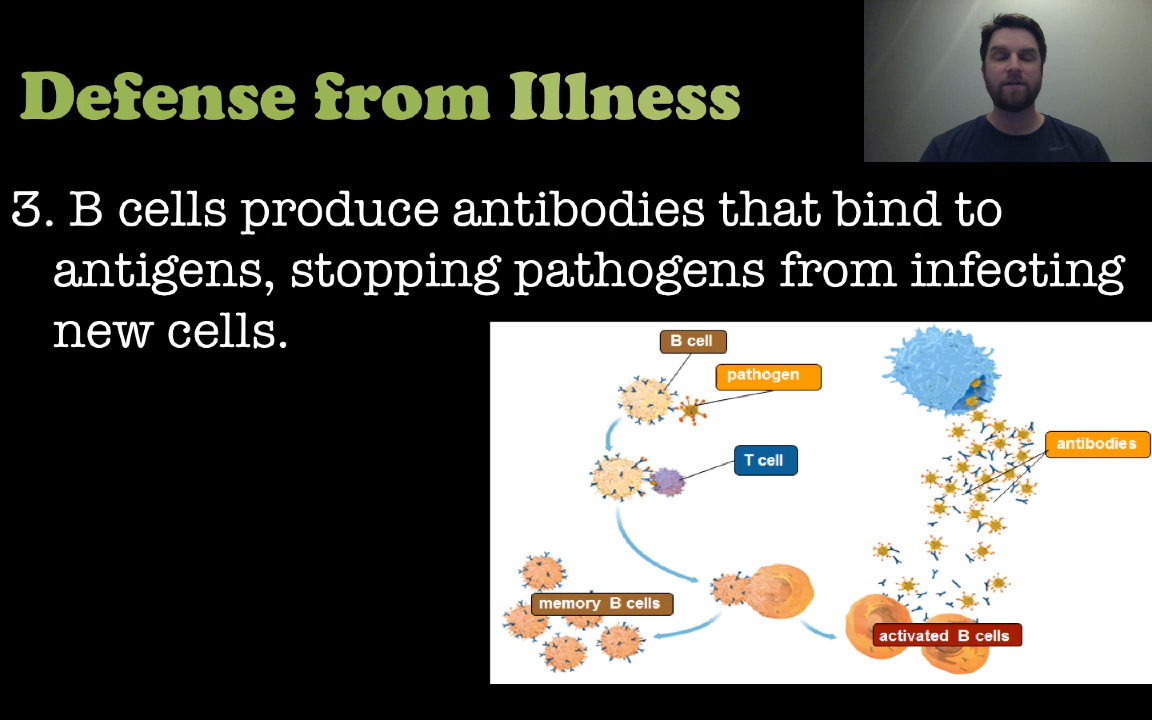 Defense from Illness
3. B cells produce antibodies that bind to
antigens, stopping pathogens from infecting
new cells.
B cell
pathogen
T cell
antibodies
memory B cells
activated B cells